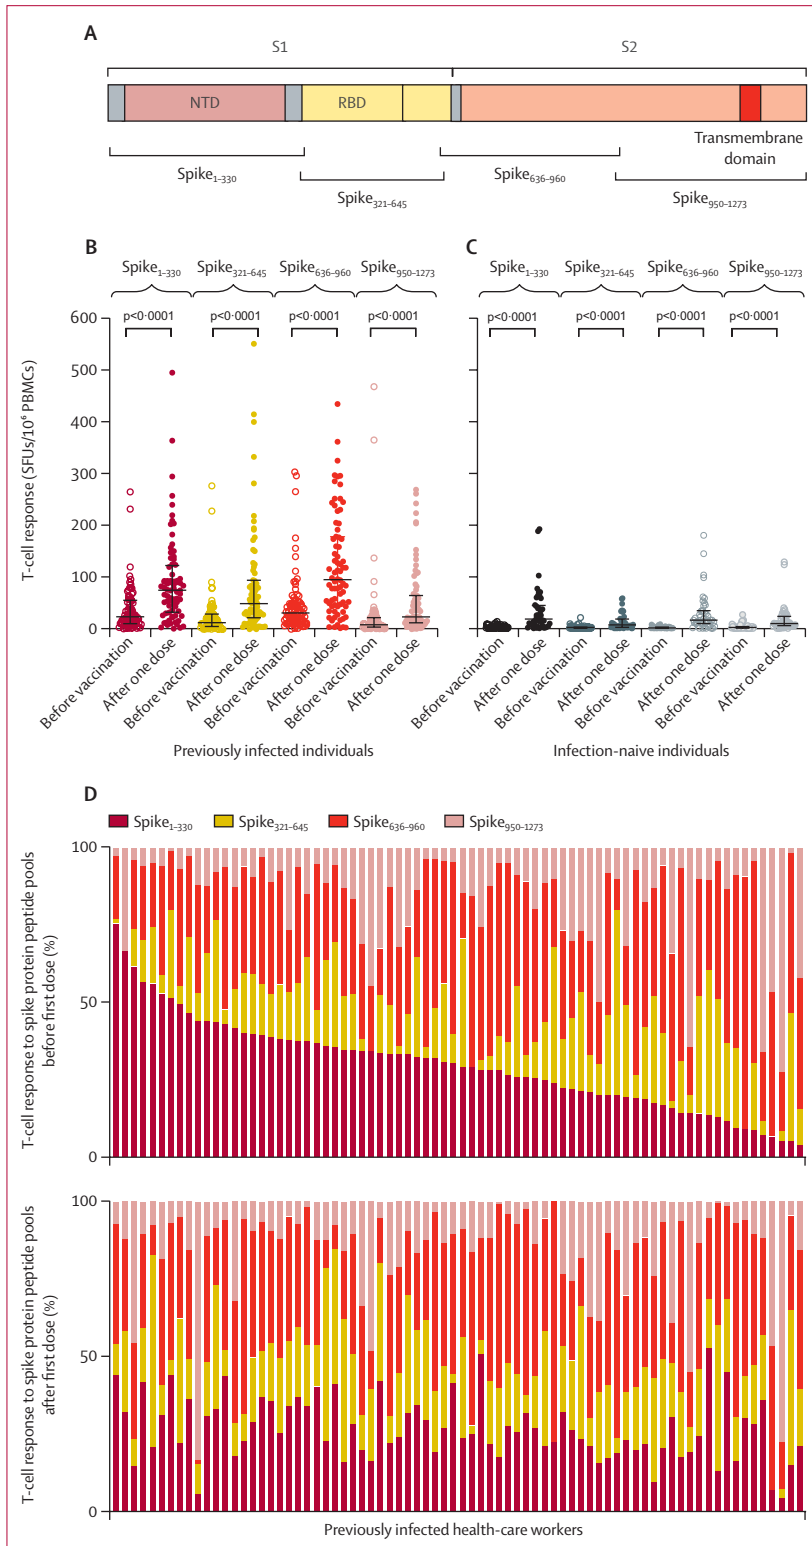 A
S1 S2
NTD RBD
Transmembrane
domain
Spike₁₋₃₃₀ Spike₆₃₆₋₉₆₀
Spike₃₂₁₋₆₄₅ Spike₉₅₀₋₁₂₇₃
B
Spike₁₋₃₃₀ Spike₃₂₁₋₆₄₅ Spike₆₃₆₋₉₆₀ Spike₉₅₀₋₁₂₇₃
p<0·0001 p<0·0001 p<0·0001 p<0·0001
T-cell response (SFUs/10⁶ PBMCs)
600
500
400
300
200
100
0
Before vaccination
After one dose
Before vaccination
After one dose
Before vaccination
After one dose
Before vaccination
After one dose
Previously infected individuals
C
Spike₁₋₃₃₀ Spike₃₂₁₋₆₄₅ Spike₆₃₆₋₉₆₀ Spike₉₅₀₋₁₂₇₃
p<0·0001 p<0·0001 p<0·0001 p<0·0001
Before vaccination
After one dose
Before vaccination
After one dose
Before vaccination
After one dose
Before vaccination
After one dose
Infection-naive individuals
D
Spike₁₋₃₃₀ Spike₃₂₁₋₆₄₅ Spike₆₃₆₋₉₆₀ Spike₉₅₀₋₁₂₇₃
T-cell response to spike protein peptide pools
before first dose (%)
100
50
0
T-cell response to spike protein peptide pools
after first dose (%)
100
50
0
Previously infected health-care workers